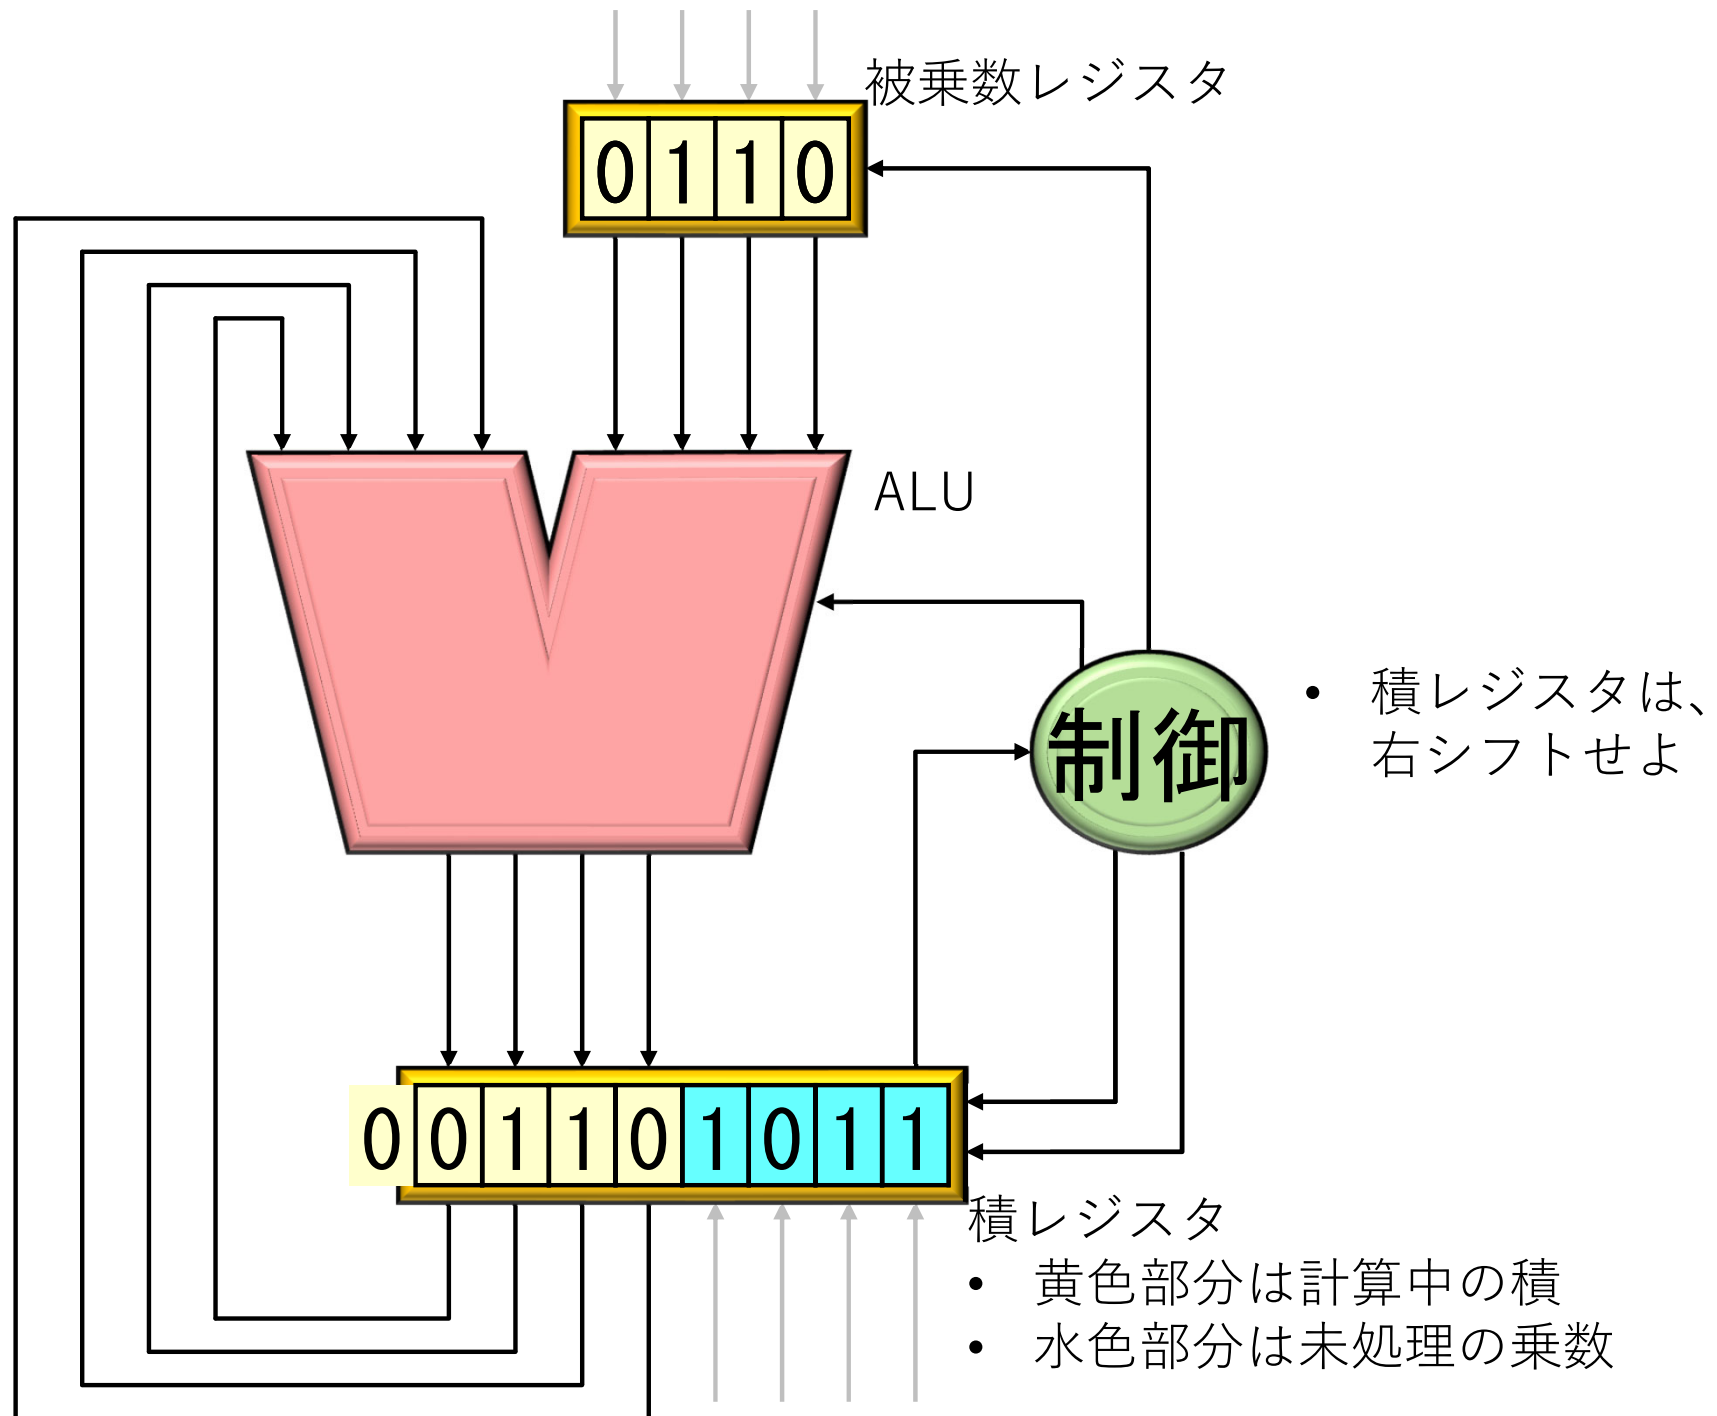 被乗数レジスタ
0110
ALU
制御
• 積レジスタは、
右シフトせよ
001101011
積レジスタ
• 黄色部分は計算中の積
• 水色部分は未処理の乗数